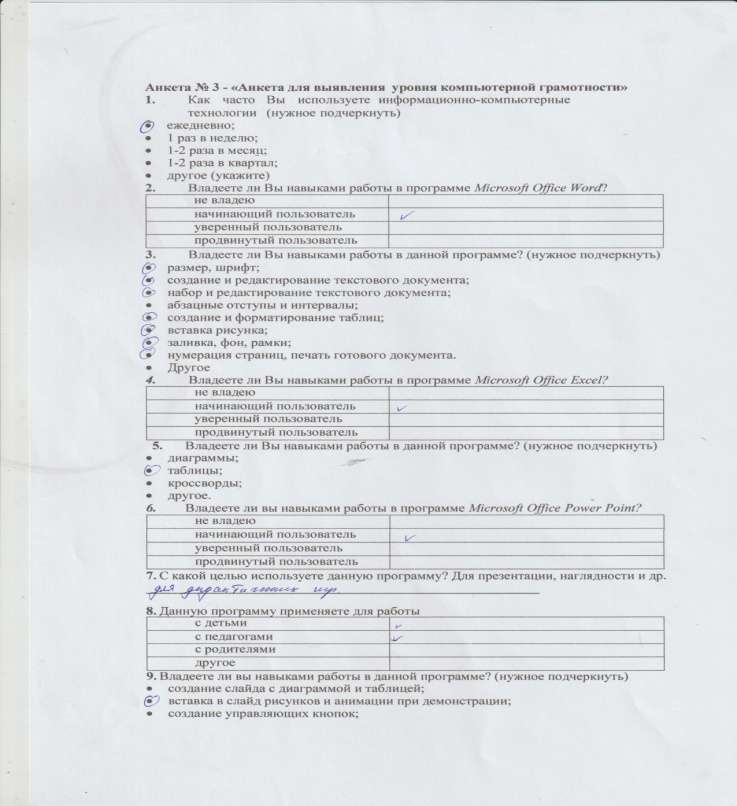 Анкета № 3 - «Анкета для выявления уровня компьютерной грамотности»
1. Как часто Вы используете информационно-компьютерные
технологии (нужное подчеркнуть)
• ежедневно;
• 1 раз в неделю;
• 1-2 раза в месяц;
• 1-2 раза в квартал;
• другое (укажите)
2. Владеете ли Вы навыками работы в программе Microsoft Office Word?
не владею
начинающий пользователь ✓
уверенный пользователь
продвинутый пользователь
3. Владеете ли Вы навыками работы в данной программе? (нужное подчеркнуть)
• размер, шрифт;
• создание и редактирование текстового документа;
• набор и редактирование текстового документа;
• абзацные отступы и интервалы;
• создание и форматирование таблиц;
• вставка рисунка;
• заливка, фон, рамки;
• нумерация страниц, печать готового документа.
• Другое
4. Владеете ли Вы навыками работы в программе Microsoft Office Excel?
не владею
начинающий пользователь ✓
уверенный пользователь
продвинутый пользователь
5. Владеете ли Вы навыками работы в данной программе? (нужное подчеркнуть)
• диаграммы;
• таблицы;
• кроссворды;
• другое.
6. Владеете ли вы навыками работы в программе Microsoft Office Power Point?
не владею
начинающий пользователь ✓
уверенный пользователь
продвинутый пользователь
7. С какой целью используете данную программу? Для презентации, наглядности и др.
для дидактических игр
8. Данную программу применяете для работы
с детьми ✓
с педагогами ✓
с родителями
другое
9. Владеете ли вы навыками работы в данной программе? (нужное подчеркнуть)
• создание слайда с диаграммой и таблицей;
• вставка в слайд рисунков и анимации при демонстрации;
• создание управляющих кнопок;